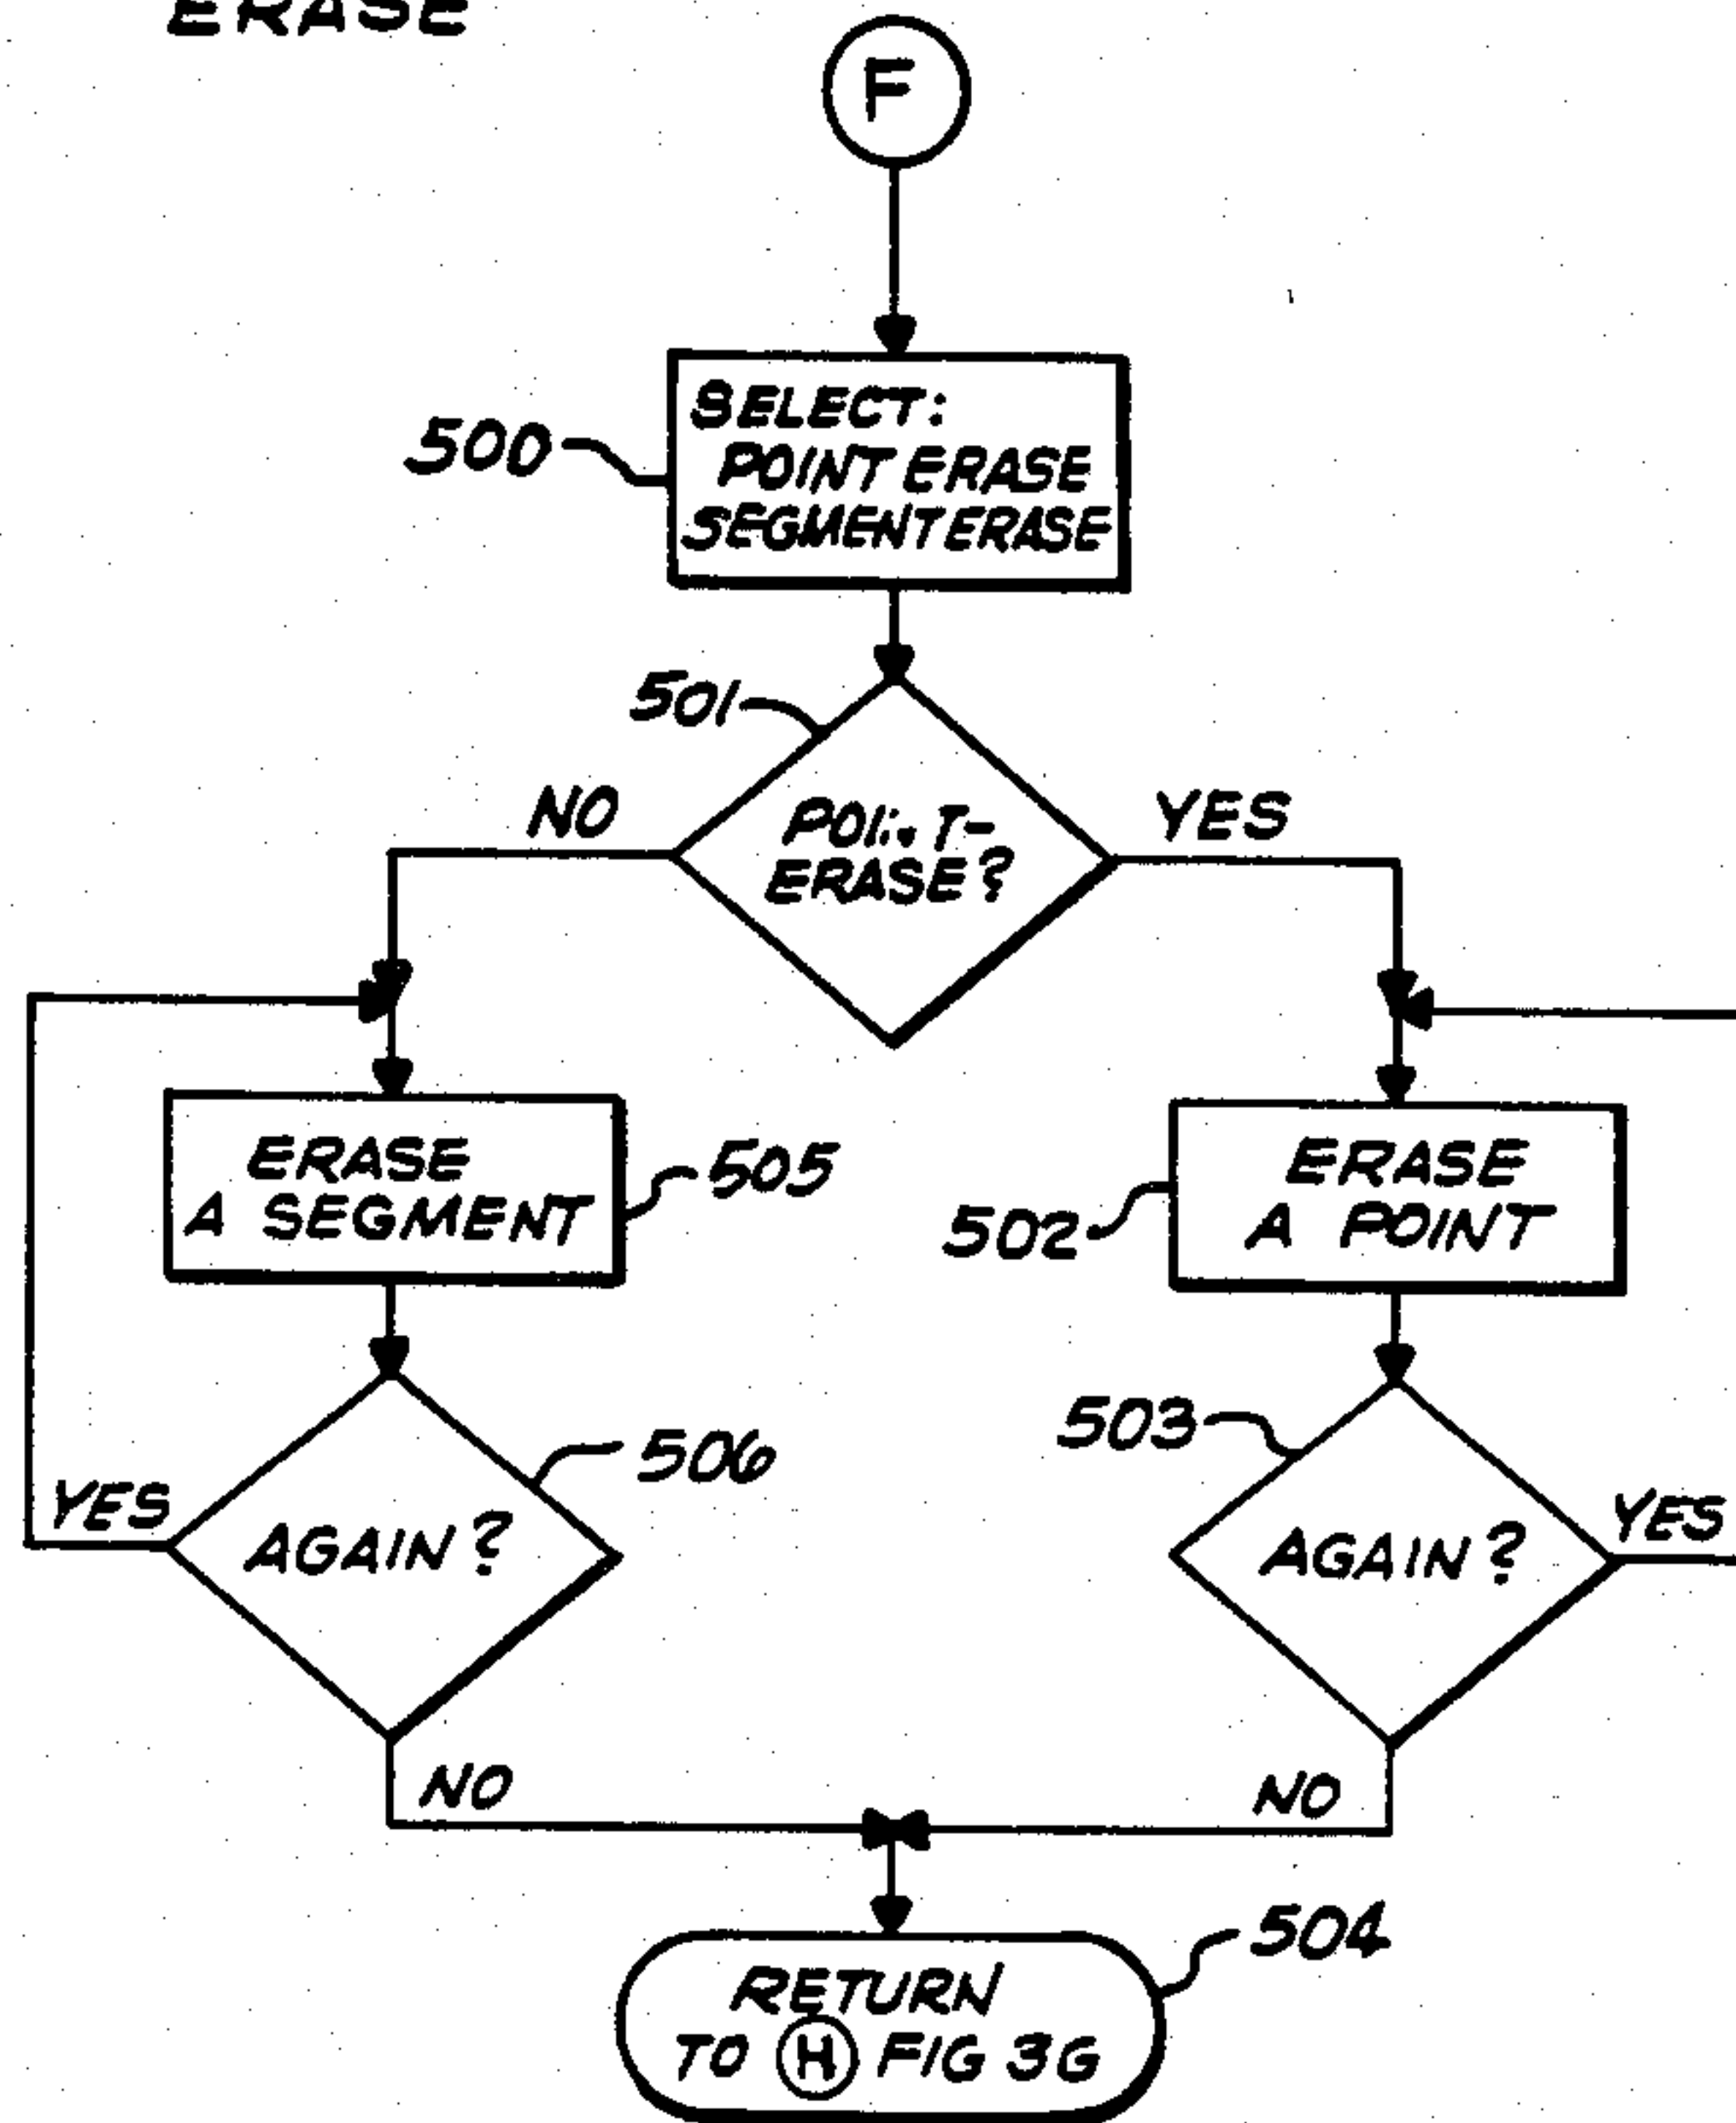 ERASE
F
500
SELECT:
POINT ERASE
SEGMENT ERASE
501
NO
YES
ERASE?
ERASE
A SEGMENT
505
502
ERASE
A POINT
503
506
YES
AGAIN?
AGAIN?
YES
NO
NO
504
RETURN
TO H FIG 3G